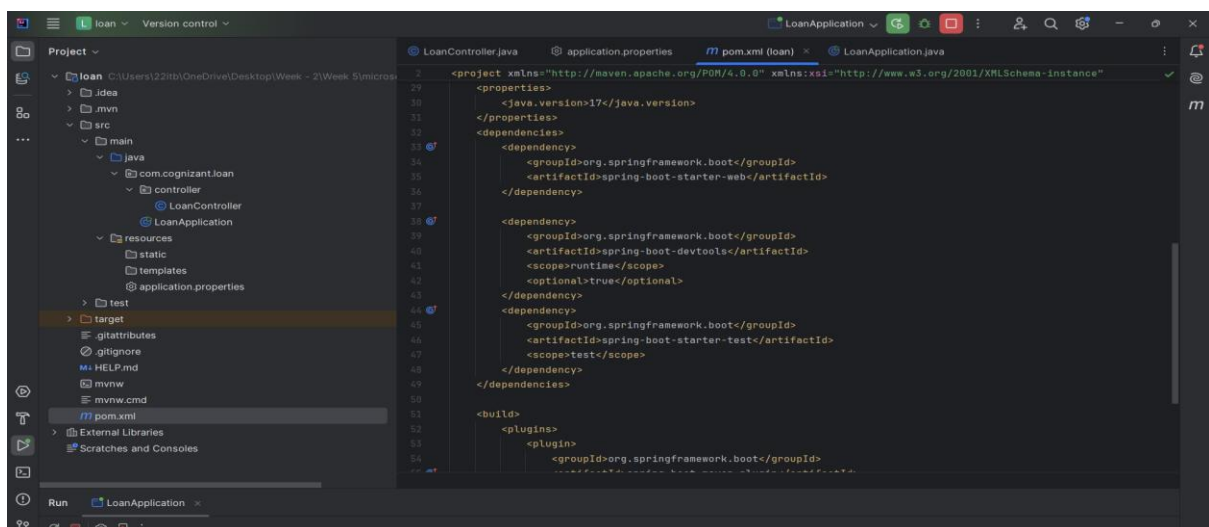 L loan Version control LoanApplication
Project
LoanController.java application.properties pom.xml (loan) LoanApplication.java
loan C:\Users\22ltb\OneDrive\Desktop\Week - 2\Week 5\micros
.idea
.mvn
src
main
java
com.cognizant.loan
controller
LoanController
LoanApplication
resources
static
templates
application.properties
test
target
.gitattributes
.gitignore
M↓ HELP.md
mvnw
mvnw.cmd
pom.xml
External Libraries
Scratches and Consoles
2 <project xmlns="http://maven.apache.org/POM/4.0.0" xmlns:xsi="http://www.w3.org/2001/XMLSchema-instance"
29 <properties>
30 <java.version>17</java.version>
31 </properties>
32 <dependencies>
33 <dependency>
34 <groupId>org.springframework.boot</groupId>
35 <artifactId>spring-boot-starter-web</artifactId>
36 </dependency>
37
38 <dependency>
39 <groupId>org.springframework.boot</groupId>
40 <artifactId>spring-boot-devtools</artifactId>
41 <scope>runtime</scope>
42 <optional>true</optional>
43 </dependency>
44 <dependency>
45 <groupId>org.springframework.boot</groupId>
46 <artifactId>spring-boot-starter-test</artifactId>
47 <scope>test</scope>
48 </dependency>
49 </dependencies>
50
51 <build>
52 <plugins>
53 <plugin>
54 <groupId>org.springframework.boot</groupId>
Run LoanApplication